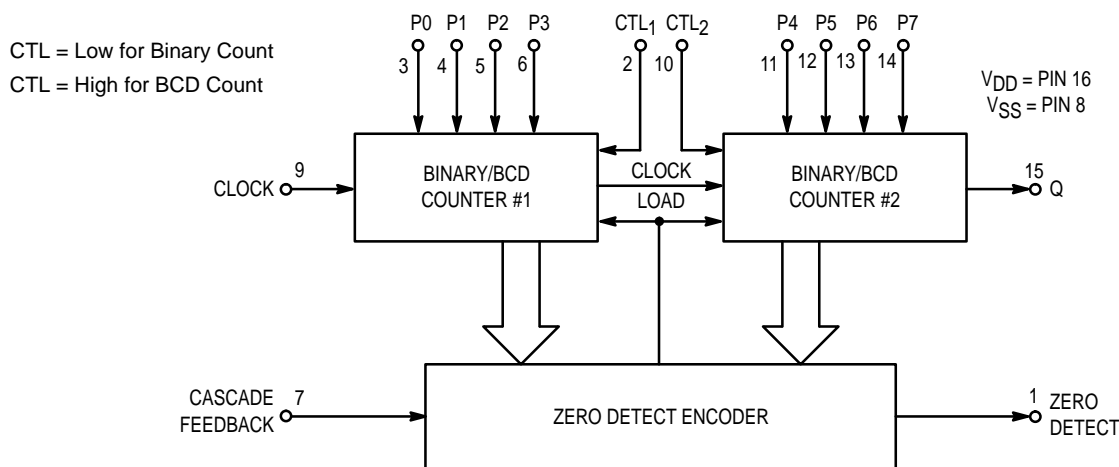 P0 P1 P2 P3 CTL1 CTL2 P4 P5 P6 P7
CTL = Low for Binary Count
CTL = High for BCD Count
3 4 5 6 2 10 11 12 13 14
VDD = PIN 16
VSS = PIN 8
CLOCK 9
BINARY/BCD
COUNTER #1
CLOCK
LOAD
BINARY/BCD
COUNTER #2
15
Q
CASCADE
FEEDBACK
7
ZERO DETECT ENCODER
1
ZERO
DETECT